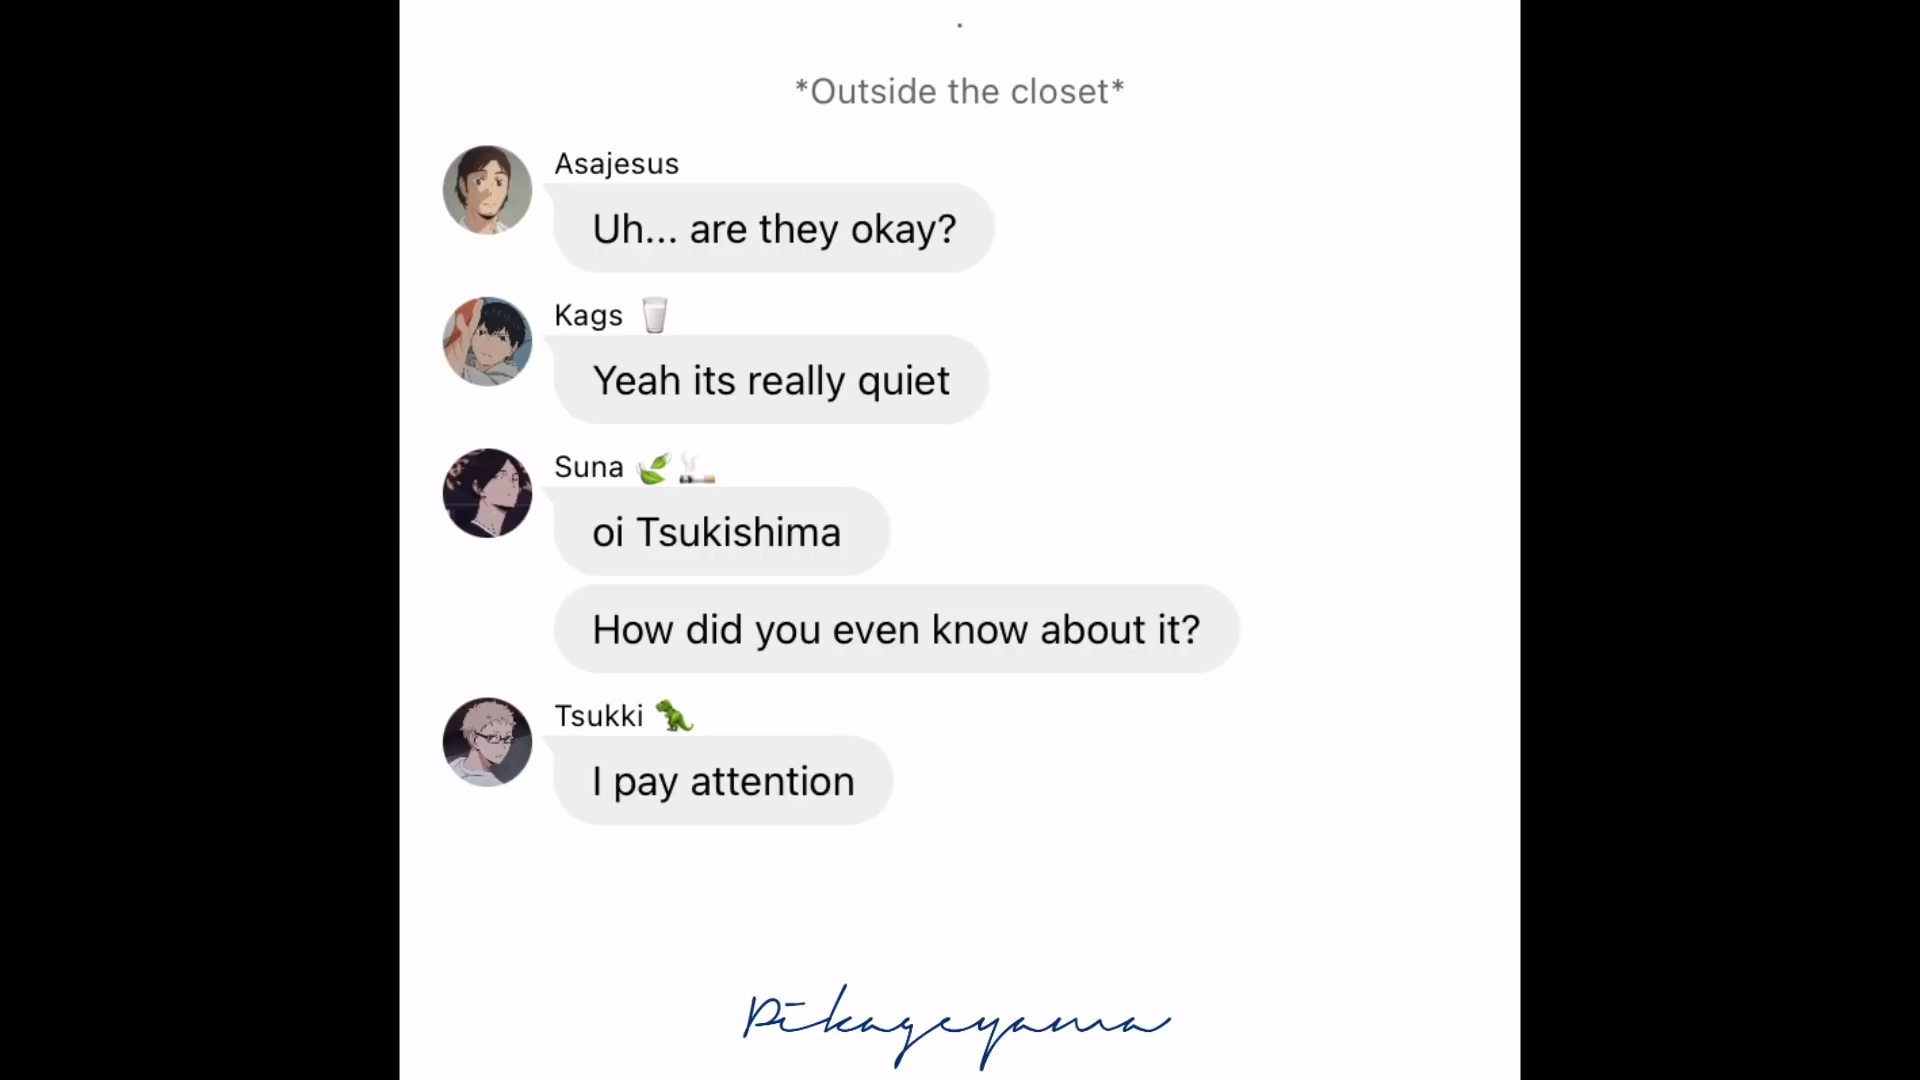 *Outside the closet*
Asajesus
Uh... are they okay?
Kags 🥛
Yeah its really quiet
Suna 🍃🚬
oi Tsukishima
How did you even know about it?
Tsukki 🦖
I pay attention
Pikageyama